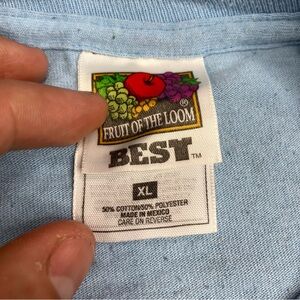 ®
FRUIT OF THE LOOM
BEST™
XL
50% COTTON/50% POLYESTER
MADE IN MEXICO
CARE ON REVERSE